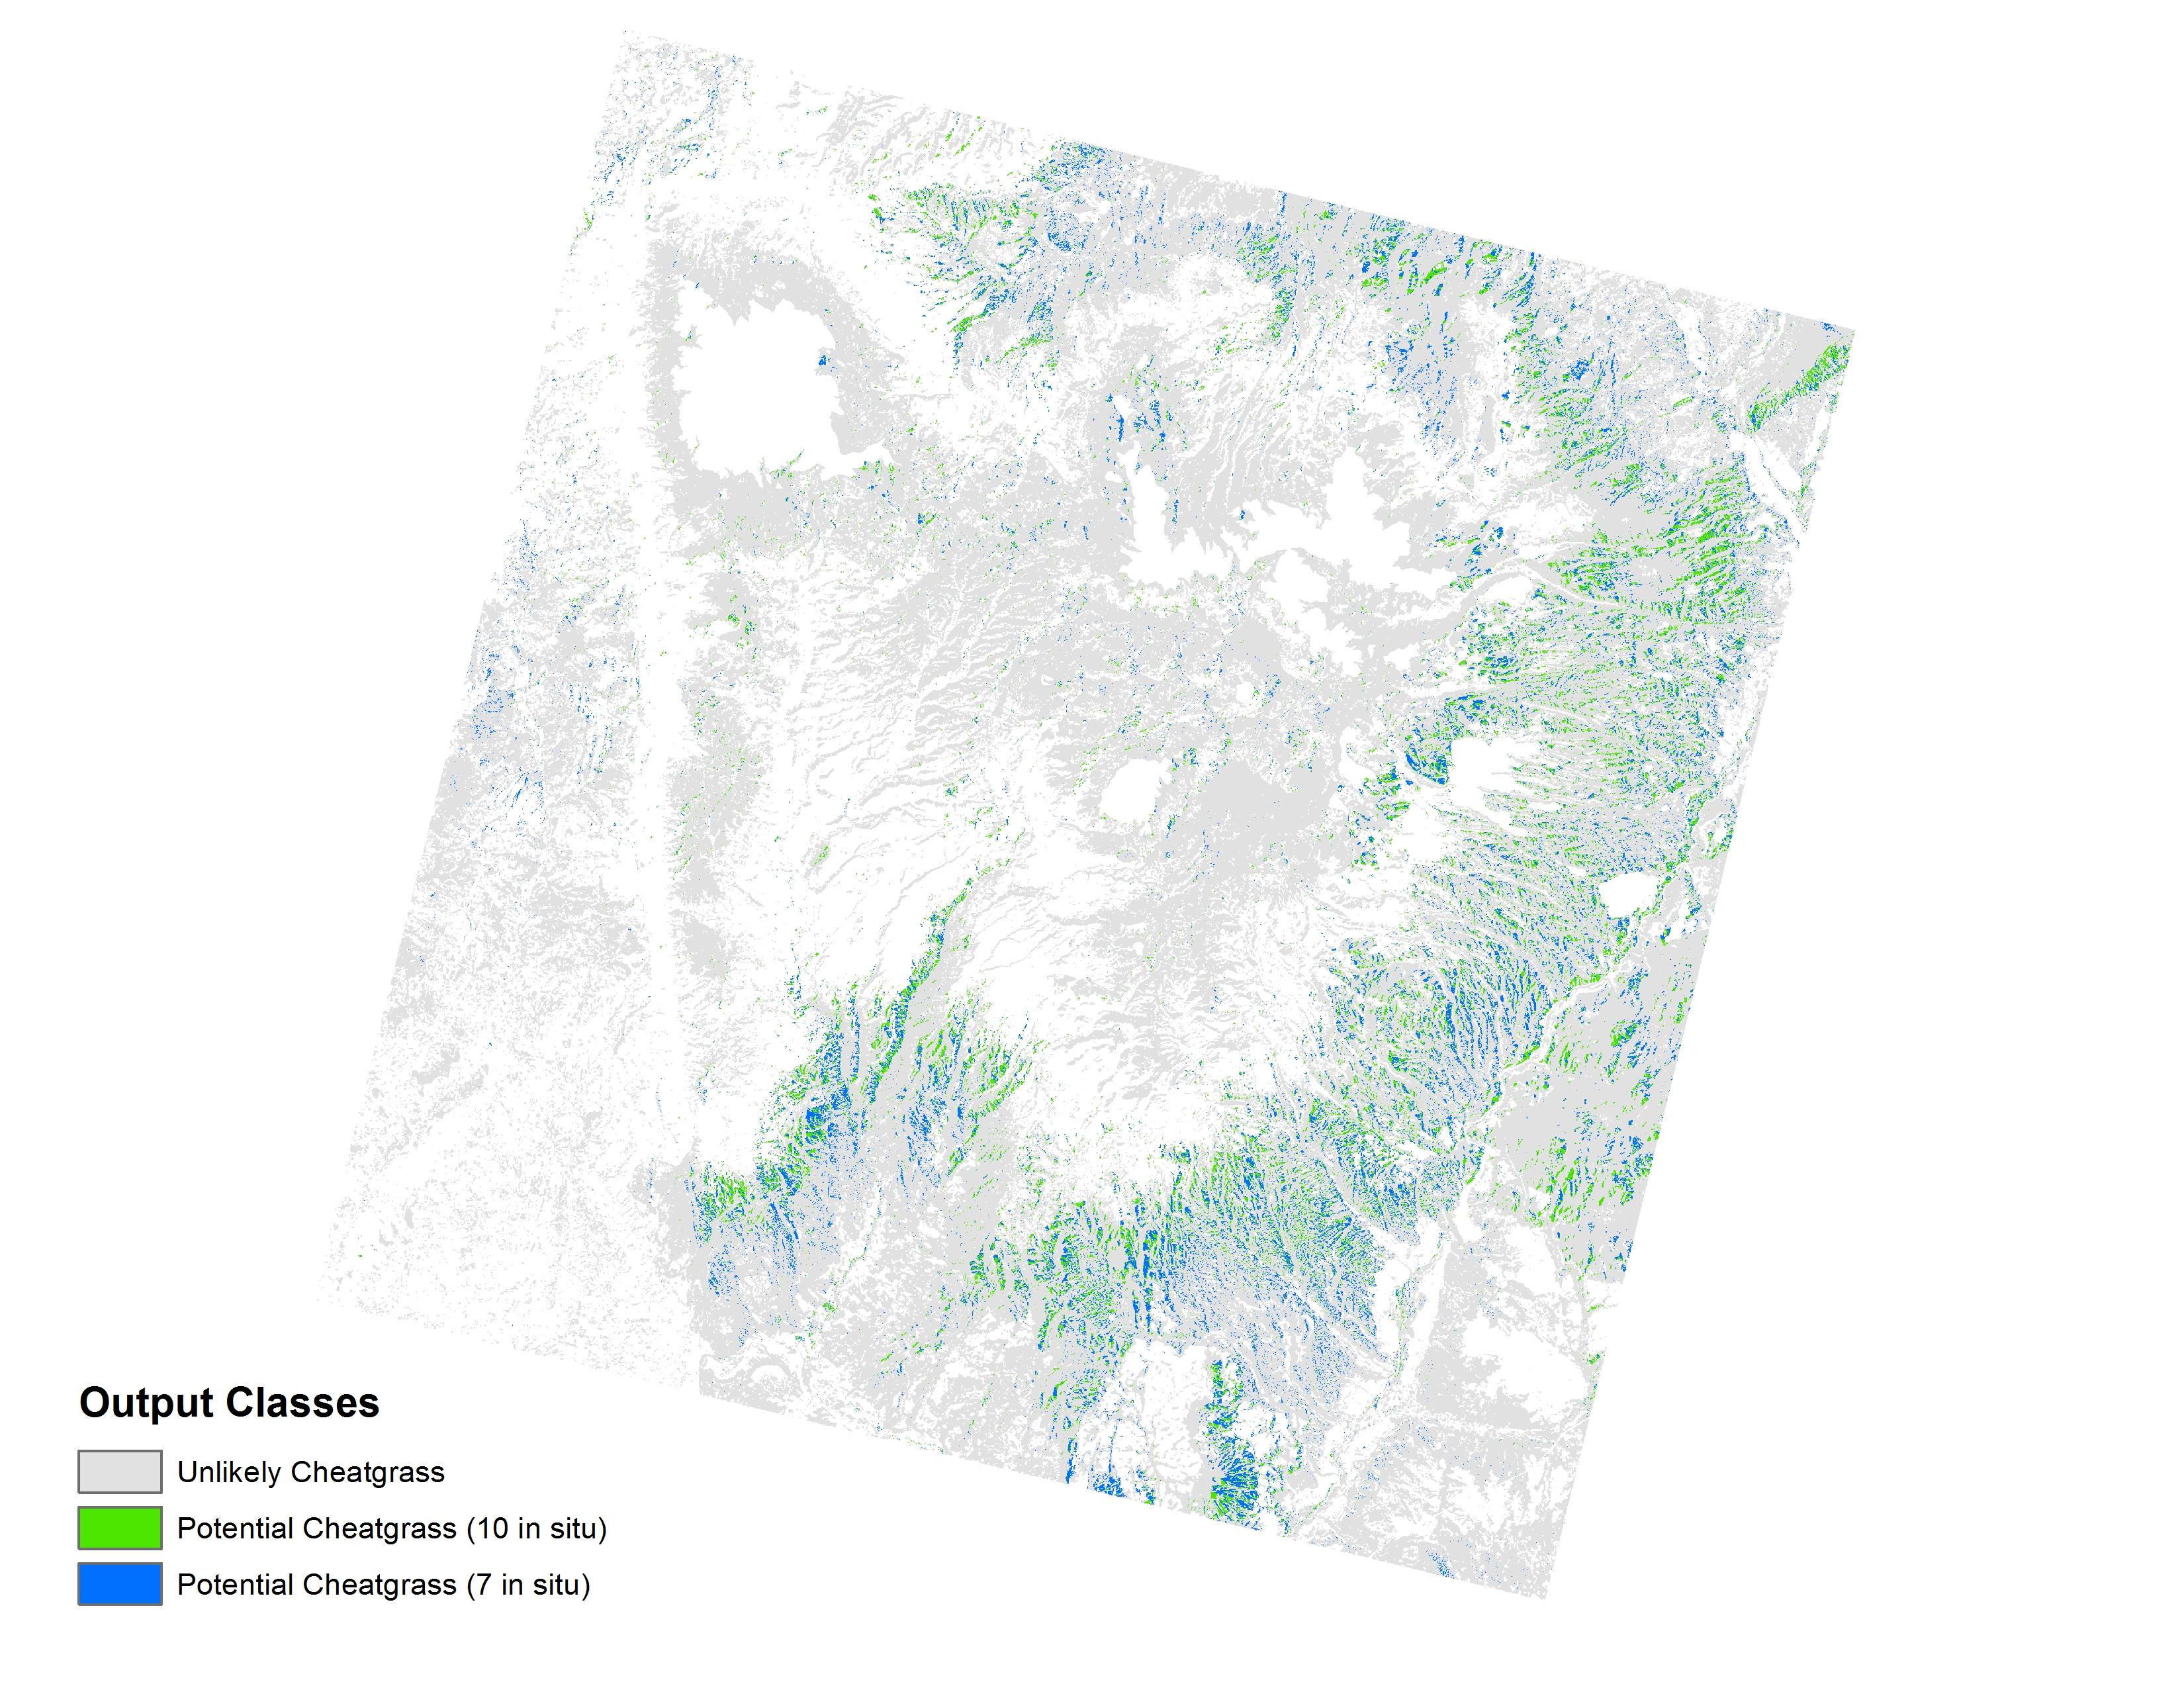 Output Classes
Unlikely Cheatgrass
Potential Cheatgrass (10 in situ)
Potential Cheatgrass (7 in situ)